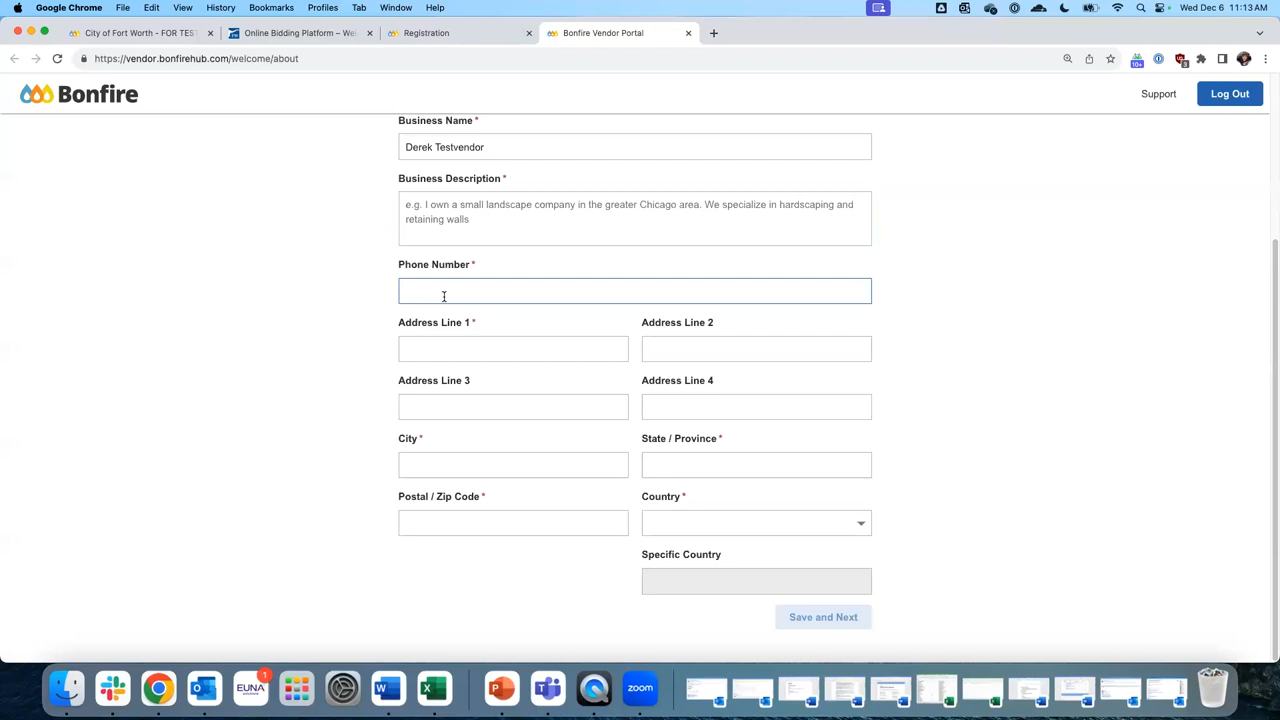 Google Chrome File Edit View History Bookmarks Profiles Tab Window Help Wed Dec 6 11:13 AM
City of Fort Worth - FOR TES Online Bidding Platform – We Registration Bonfire Vendor Portal
https://vendor.bonfirehub.com/welcome/about 10+
Bonfire Support Log Out
Business Name *
Derek Testvendor
Business Description *
e.g. I own a small landscape company in the greater Chicago area. We specialize in hardscaping and
retaining walls
Phone Number *
Address Line 1 * Address Line 2
Address Line 3 Address Line 4
City * State / Province *
Postal / Zip Code * Country *
Specific Country
Save and Next
EUNA 1 W X P zoom